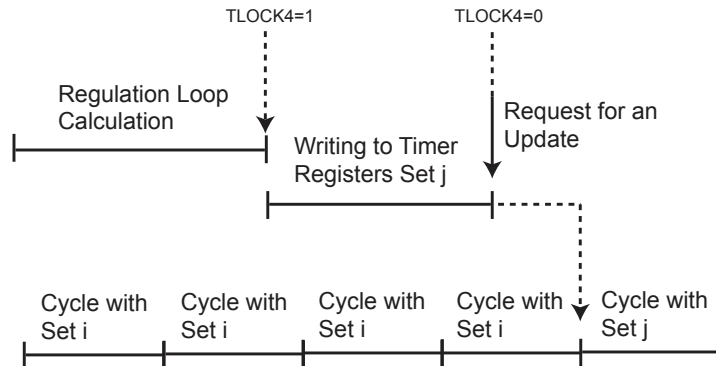 TLOCK4=1
TLOCK4=0
Regulation Loop
Calculation
Request for an
Update
Writing to Timer
Registers Set j
Cycle with
Set i
Cycle with
Set i
Cycle with
Set i
Cycle with
Set i
Cycle with
Set j